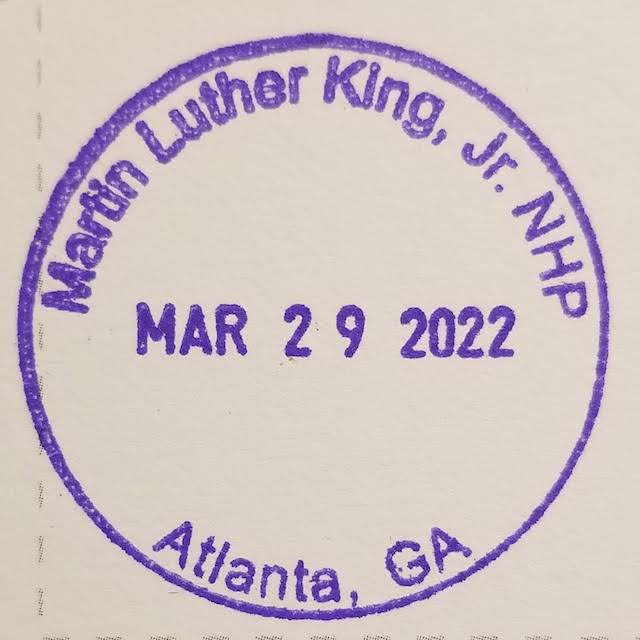 Martin Luther King, Jr. NHP
MAR 29 2022
Atlanta, GA